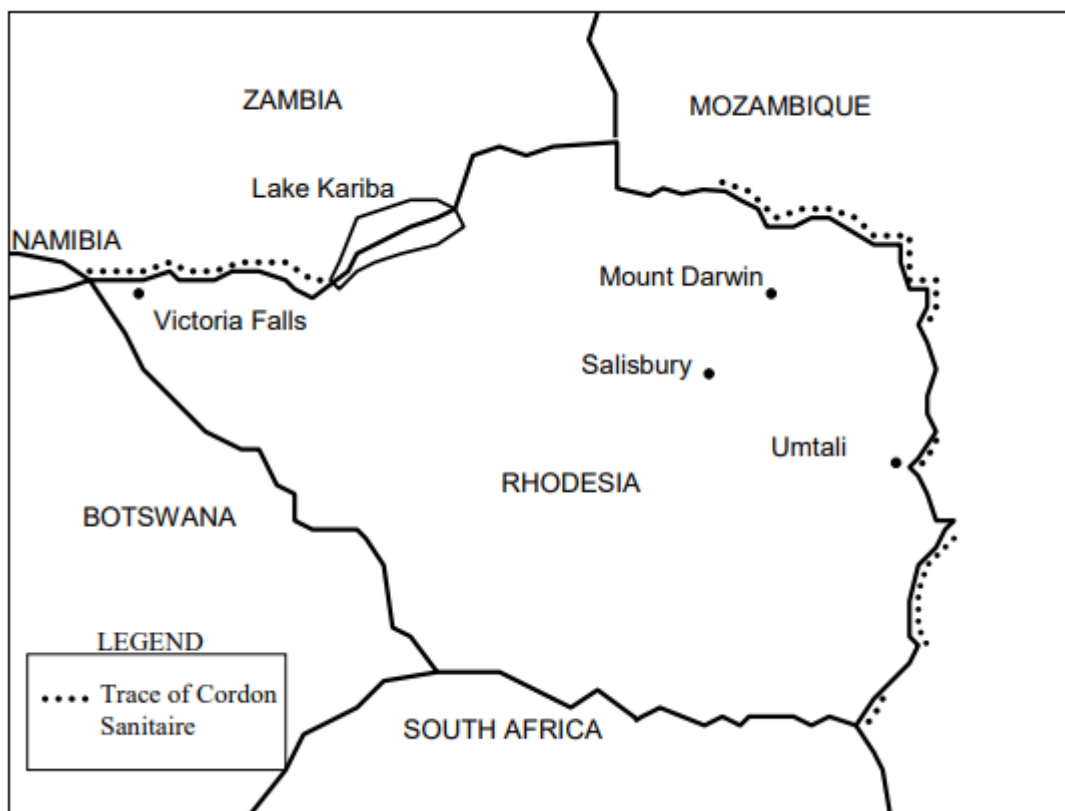 ZAMBIA
MOZAMBIQUE
Lake Kariba
NAMIBIA
Mount Darwin
Victoria Falls
Salisbury
Umtali
RHODESIA
BOTSWANA
LEGEND
Trace of Cordon
Sanitaire
SOUTH AFRICA